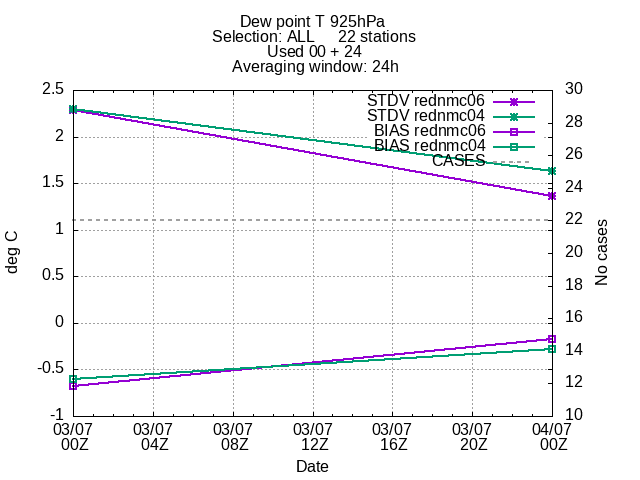 Dew point T 925hPa
Selection: ALL 22 stations
Used 00 + 24
Averaging window: 24h
STDV rednmc06
STDV rednmc04
BIAS rednmc06
BIAS rednmc04
CASES
deg C
2.5
2
1.5
1
0.5
0
-0.5
-1
No cases
30
28
26
24
22
20
18
16
14
12
10
03/07 03/07 03/07 03/07 03/07 03/07 04/07
00Z 04Z 08Z 12Z 16Z 20Z 00Z
Date